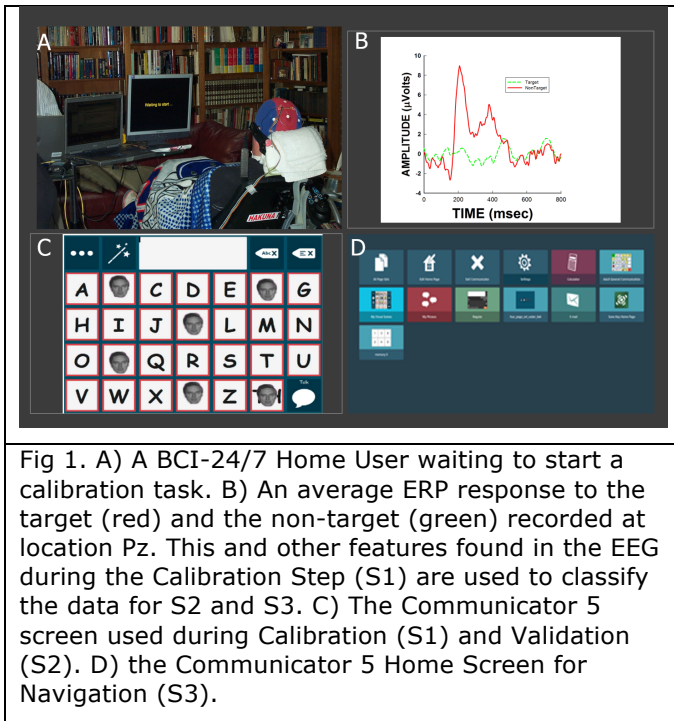 A
Waiting to start ...
HAKUNA
B
10
8
6
4
2
0
-2
-4
AMPLITUDE (µVolts)
Target
NonTarget
0 200 400 600 800
TIME (msec)
C
Abc X
A C D E G
H I J L M N
O Q R S T U
V W X Z
Talk
D
Settings
Calculator
My Phrases
Keypad
E-mail
Fig 1. A) A BCI-24/7 Home User waiting to start a
calibration task. B) An average ERP response to the
target (red) and the non-target (green) recorded at
location Pz. This and other features found in the EEG
during the Calibration Step (S1) are used to classify
the data for S2 and S3. C) The Communicator 5
screen used during Calibration (S1) and Validation
(S2). D) the Communicator 5 Home Screen for
Navigation (S3).